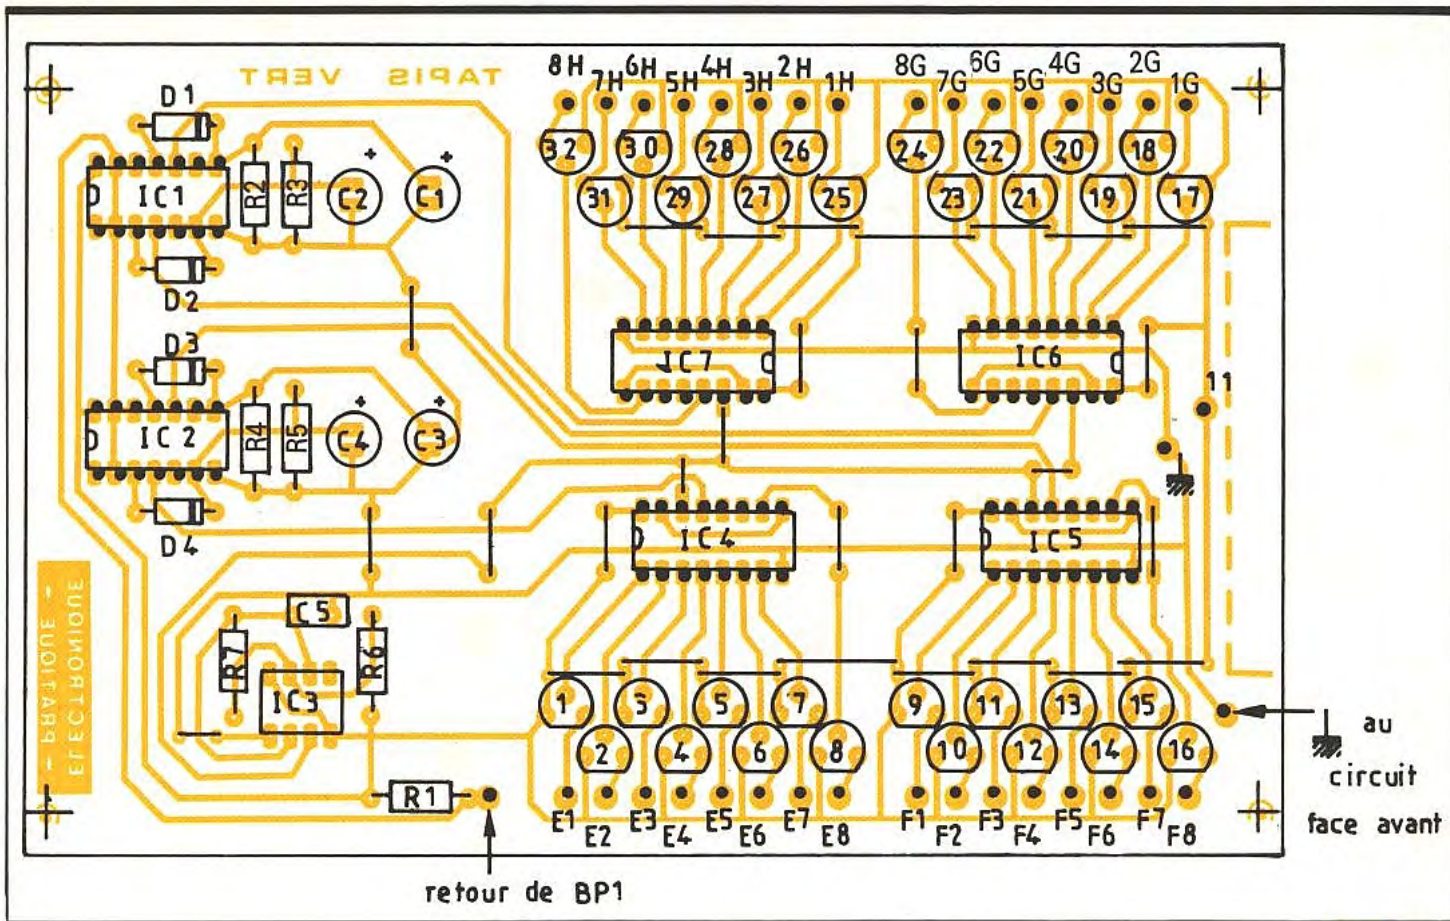 TAPIS VERT
8H 7H 6H 5H 4H 3H 2H 1H 8G 7G 6G 5G 4G 3G 2G 1G
D1
32 30 28 26 24 22 20 18
31 29 27 25 23 21 19 17
IC1 R2 R3 C2 + C1 +
D2
D3
IC7 IC6
11
IC2 R4 R5 C4 + C3 +
D4
IC4 IC5
ELECTRONIQUE
- PRATIQUE -
R7 C5 R6
IC3
1 3 5 7 9 11 13 15
2 4 6 8 10 12 14 16
R1
E1 E2 E3 E4 E5 E6 E7 E8 F1 F2 F3 F4 F5 F6 F7 F8
au
circuit
face avant
retour de BP1